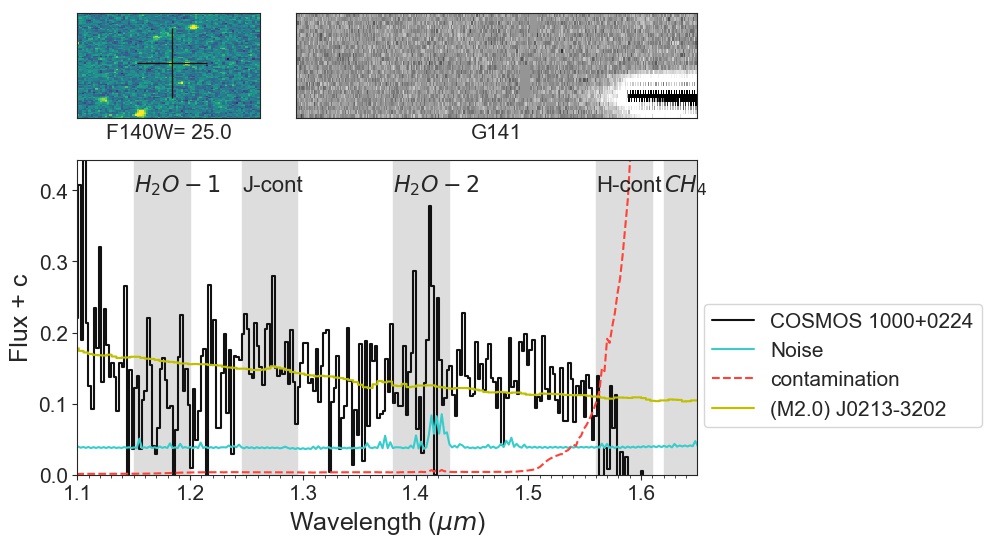 F140W= 25.0
G141
H₂O − 1
J-cont
H₂O − 2
H-cont
CH₄
Flux + c
0.4
0.3
0.2
0.1
0.0
1.1
1.2
1.3
1.4
1.5
1.6
Wavelength (μm)
COSMOS 1000+0224
Noise
contamination
(M2.0) J0213-3202